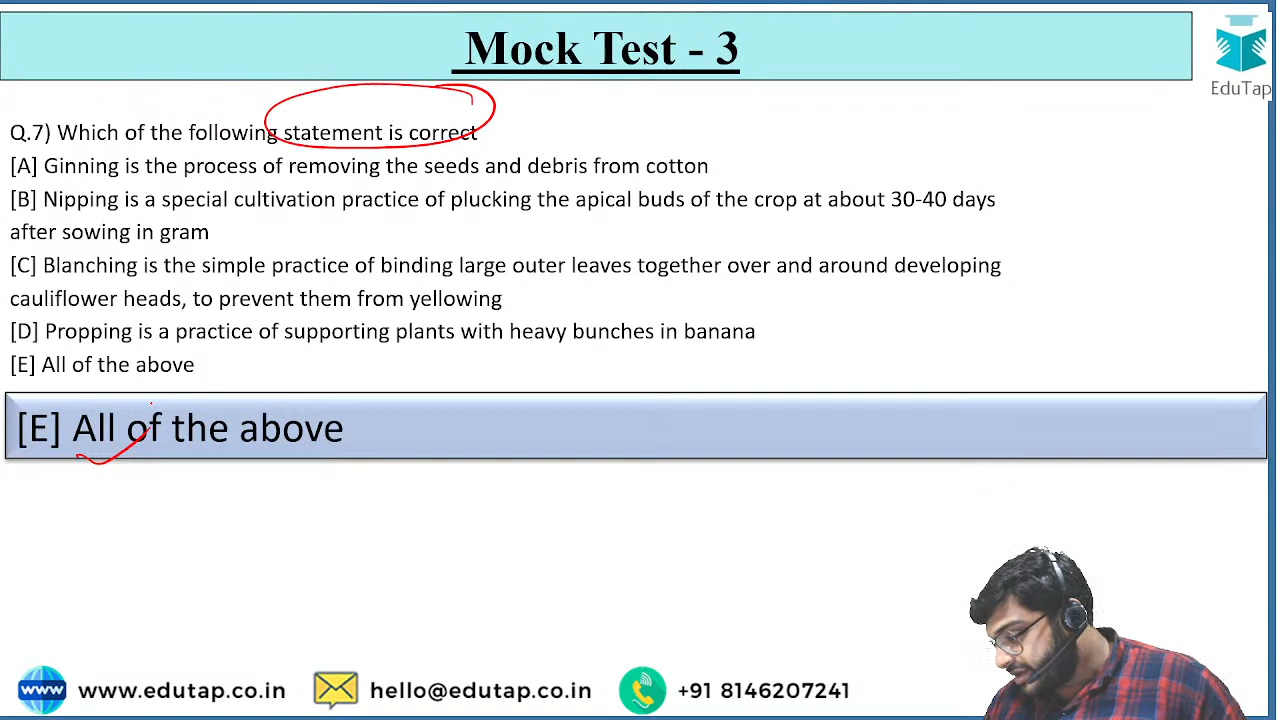 Mock Test - 3
EduTap
Q.7) Which of the following statement is correct
[A] Ginning is the process of removing the seeds and debris from cotton
[B] Nipping is a special cultivation practice of plucking the apical buds of the crop at about 30-40 days
after sowing in gram
[C] Blanching is the simple practice of binding large outer leaves together over and around developing
cauliflower heads, to prevent them from yellowing
[D] Propping is a practice of supporting plants with heavy bunches in banana
[E] All of the above
[E] All of the above
www www.edutap.co.in hello@edutap.co.in +91 8146207241